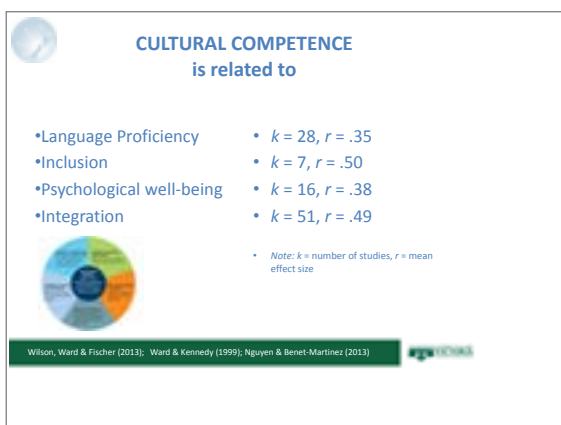 CULTURAL COMPETENCE
is related to
•Language Proficiency • k = 28, r = .35
•Inclusion • k = 7, r = .50
•Psychological well-being • k = 16, r = .38
•Integration • k = 51, r = .49
• Note: k = number of studies, r = mean
effect size
Wilson, Ward & Fischer (2013); Ward & Kennedy (1999); Nguyen & Benet-Martinez (2013)